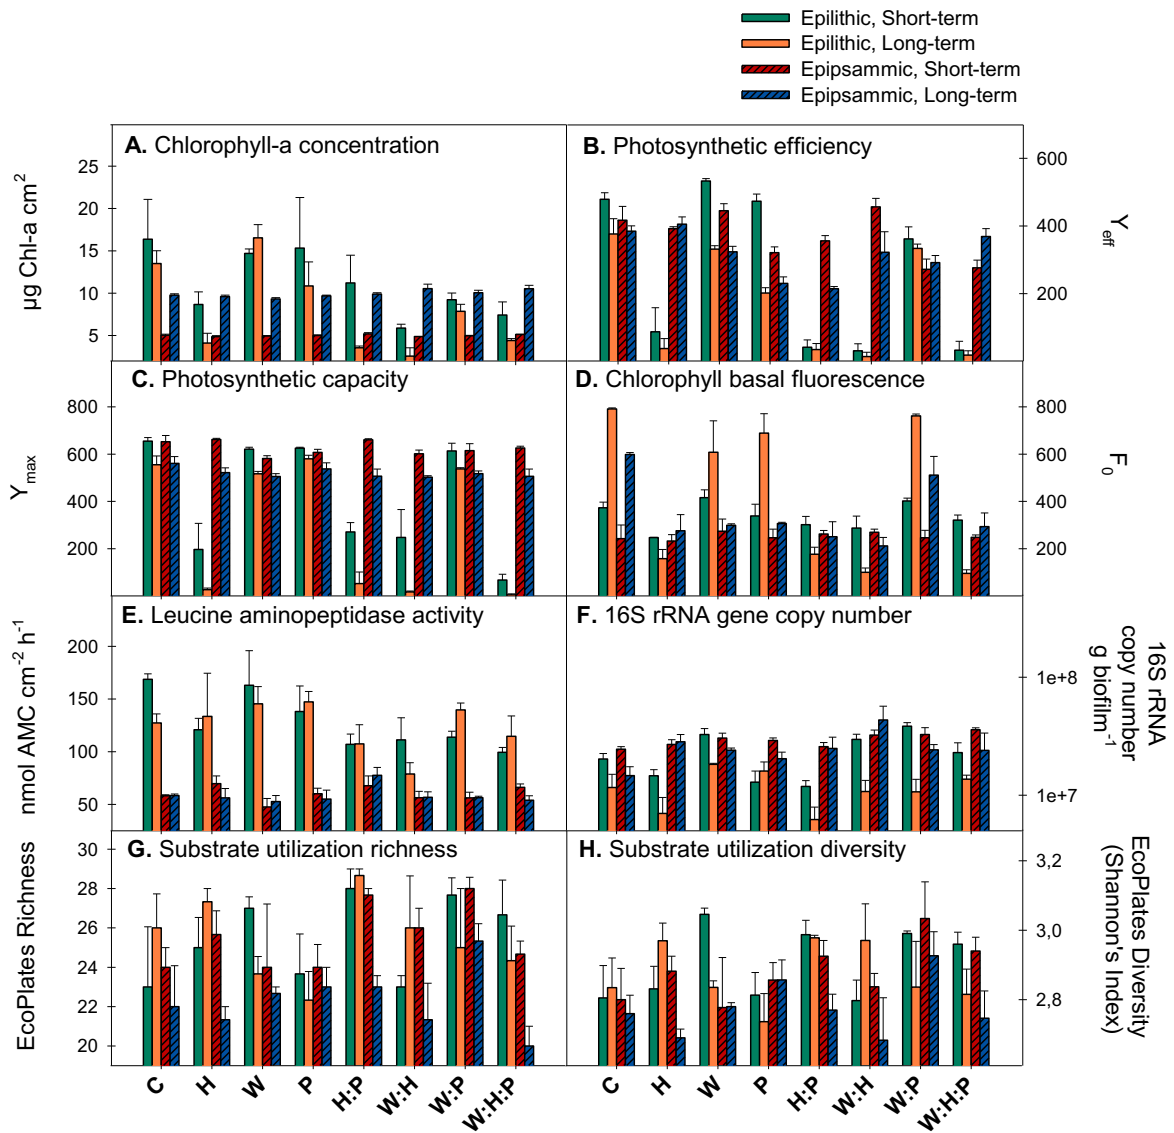 Epilithic, Short-term
Epilithic, Long-term
Epipsammic, Short-term
Epipsammic, Long-term
A. Chlorophyll-a concentration
B. Photosynthetic efficiency
25
20
15
10
5
µg Chl-a cm²
600
400
200
Yeff
C. Photosynthetic capacity
D. Chlorophyll basal fluorescence
800
600
400
200
Ymax
800
600
400
200
F0
E. Leucine aminopeptidase activity
F. 16S rRNA gene copy number
200
150
100
50
nmol AMC cm-2 h-1
1e+8
1e+7
16S rRNA
copy number
g biofilm-1
G. Substrate utilization richness
H. Substrate utilization diversity
30
28
26
24
22
20
EcoPlates Richness
3,2
3,0
2,8
EcoPlates Diversity
(Shannon's Index)
C H W P H:P W:H W:P W:H:P
C H W P H:P W:H W:P W:H:P